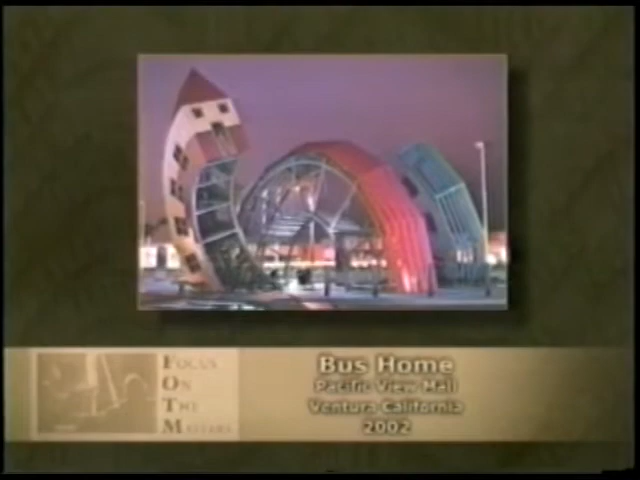 Focus
On
The
Masters
Bus Home
Pacific View Mall
Ventura California
2002